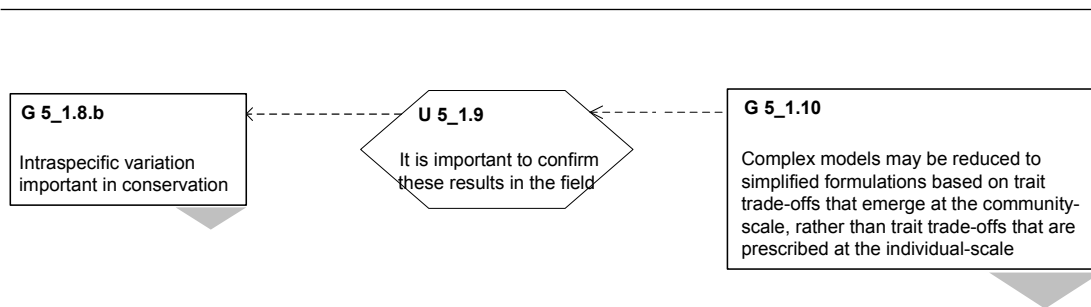 G 5_1.8.b
Intraspecific variation
important in conservation
U 5_1.9
It is important to confirm
these results in the field
G 5_1.10
Complex models may be reduced to
simplified formulations based on trait
trade-offs that emerge at the community-
scale, rather than trait trade-offs that are
prescribed at the individual-scale